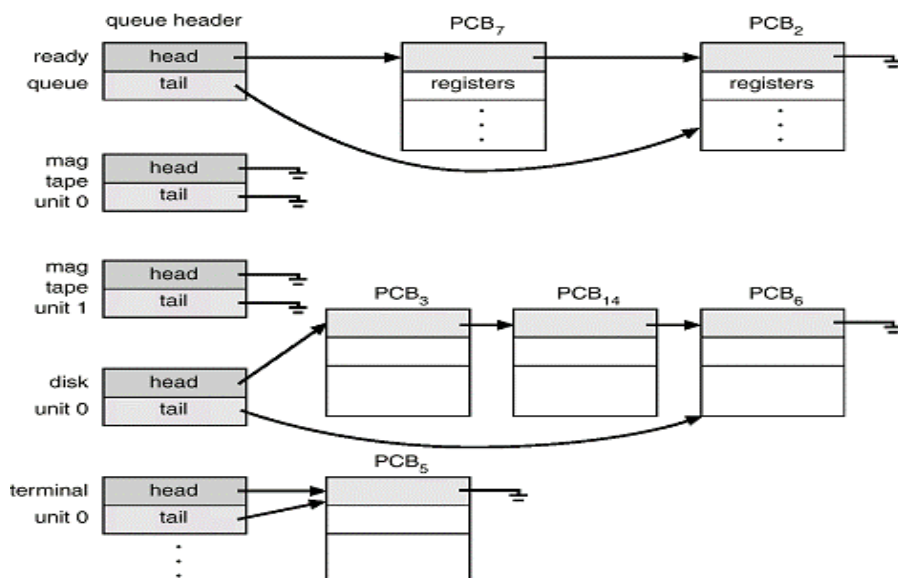 queue header
PCB7
PCB2
ready
queue
head
tail
registers
registers
mag
tape
unit 0
head
tail
mag
tape
unit 1
head
tail
PCB3
PCB14
PCB6
disk
unit 0
head
tail
PCB5
terminal
unit 0
head
tail